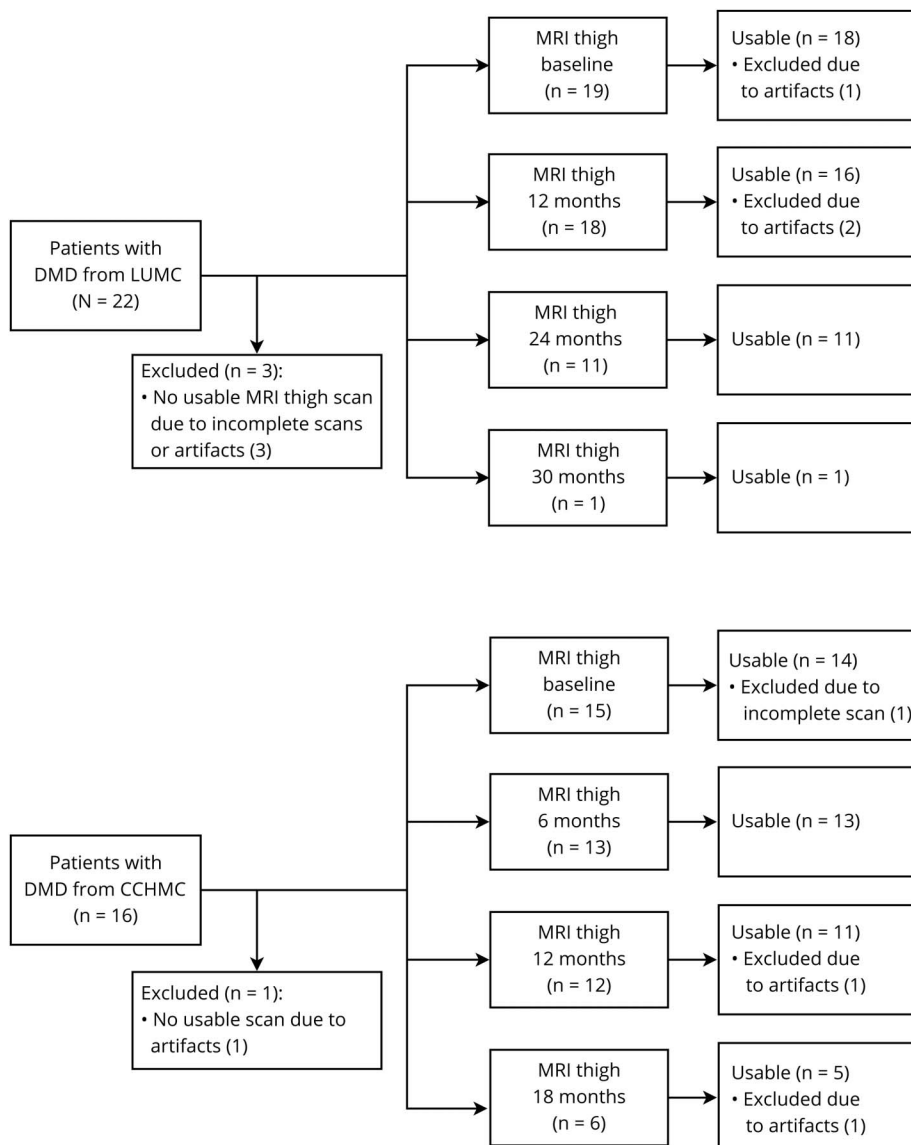 MRI thigh
baseline
(n = 19)
Usable (n = 18)
• Excluded due
to artifacts (1)
MRI thigh
12 months
(n = 18)
Usable (n = 16)
• Excluded due
to artifacts (2)
Patients with
DMD from LUMC
(N = 22)
MRI thigh
24 months
(n = 11)
Usable (n = 11)
Excluded (n = 3):
• No usable MRI thigh scan
due to incomplete scans
or artifacts (3)
MRI thigh
30 months
(n = 1)
Usable (n = 1)
MRI thigh
baseline
(n = 15)
Usable (n = 14)
• Excluded due to
incomplete scan (1)
MRI thigh
6 months
(n = 13)
Usable (n = 13)
Patients with
DMD from CCHMC
(n = 16)
MRI thigh
12 months
(n = 12)
Usable (n = 11)
• Excluded due
to artifacts (1)
Excluded (n = 1):
• No usable scan due to
artifacts (1)
MRI thigh
18 months
(n = 6)
Usable (n = 5)
• Excluded due
to artifacts (1)